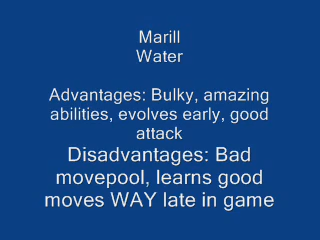 Marill
Water
Advantages: Bulky, amazing
abilities, evolves early, good
attack
Disadvantages: Bad
movepool, learns good
moves WAY late in game